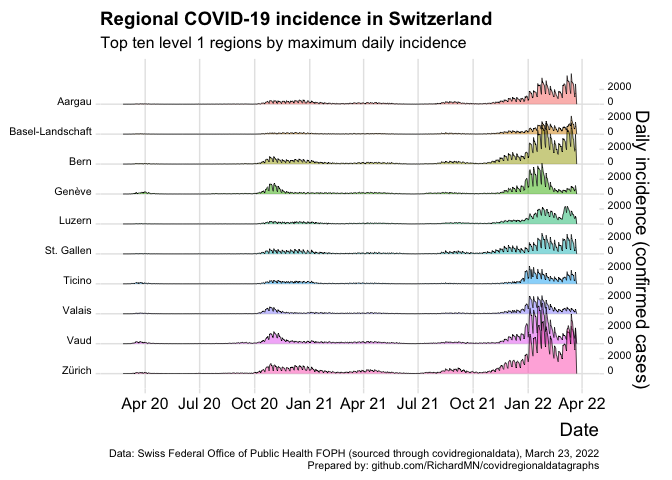 Regional COVID-19 incidence in Switzerland
Top ten level 1 regions by maximum daily incidence
Aargau
2000
0
Basel-Landschaft
2000
0
Bern
2000
0
Genève
2000
0
Luzern
2000
0
St. Gallen
2000
0
Ticino
2000
0
Valais
2000
0
Vaud
2000
0
Zürich
2000
0
Daily incidence (confirmed cases)
Apr 20 Jul 20 Oct 20 Jan 21 Apr 21 Jul 21 Oct 21 Jan 22 Apr 22
Date
Data: Swiss Federal Office of Public Health FOPH (sourced through covidregionaldata), March 23, 2022
Prepared by: github.com/RichardMN/covidregionaldatagraphs